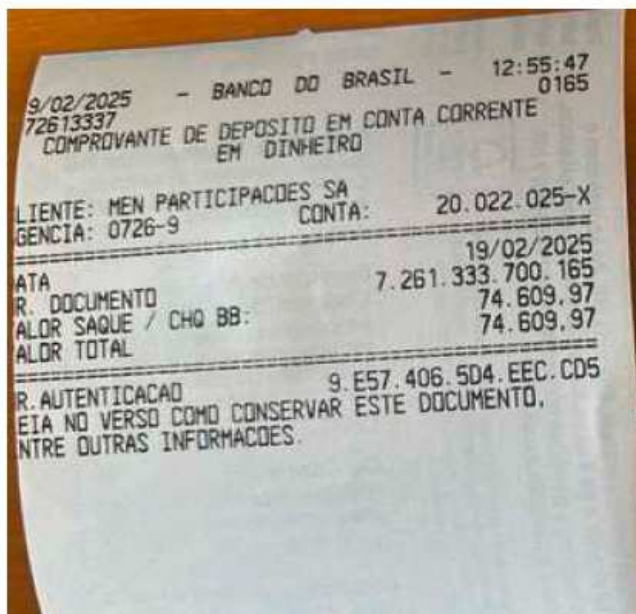 9/02/2025 - BANCO DO BRASIL - 12:55:47
72613337 0165
COMPROVANTE DE DEPOSITO EM CONTA CORRENTE
EM DINHEIRO
LIENTE: MEN PARTICIPACOES SA
GENCIA: 0726-9 CONTA: 20.022.025-X
ATA 19/02/2025
R. DOCUMENTO 7.261.333.700.165
ALOR SAQUE / CHQ BB: 74.609,97
ALOR TOTAL 74.609,97
R.AUTENTICACAO 9.E57.406.5D4.EEC.CD5
EIA NO VERSO COMO CONSERVAR ESTE DOCUMENTO,
NTRE OUTRAS INFORMACOES.